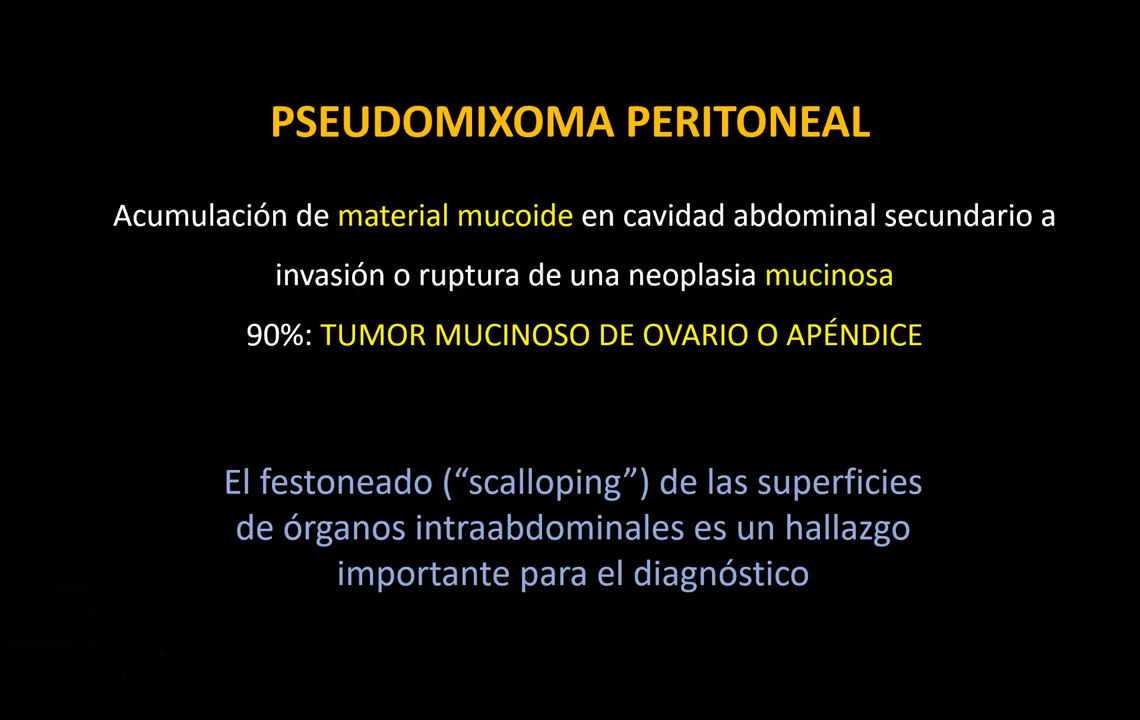 PSEUDOMIXOMA PERITONEAL
Acumulación de material mucoide en cavidad abdominal secundario a
invasión o ruptura de una neoplasia mucinosa
90%: TUMOR MUCINOSO DE OVARIO O APÉNDICE
El festoneado (“scalloping”) de las superficies
de órganos intraabdominales es un hallazgo
importante para el diagnóstico